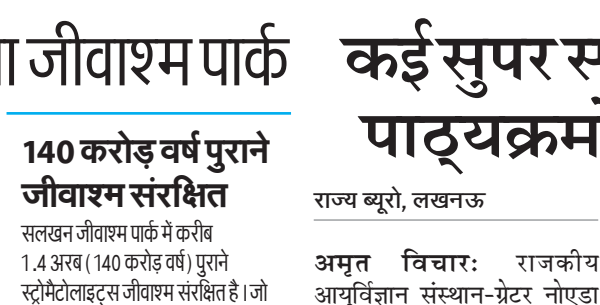 जीवाश्म पार्क
140 करोड़ वर्ष पुराने
जीवाश्म संरक्षित
सलखन जीवाश्म पार्क में करीब
1.4 अरब (140 करोड़ वर्ष) पुराने
स्ट्रोमैटोलाइट्स जीवाश्म संरक्षित है। जो
कई सुपर
पाठ्यक्रमों
राज्य ब्यूरो, लखनऊ
अमृत विचार: राजकीय
आयुर्विज्ञान संस्थान-ग्रेटर नोएडा